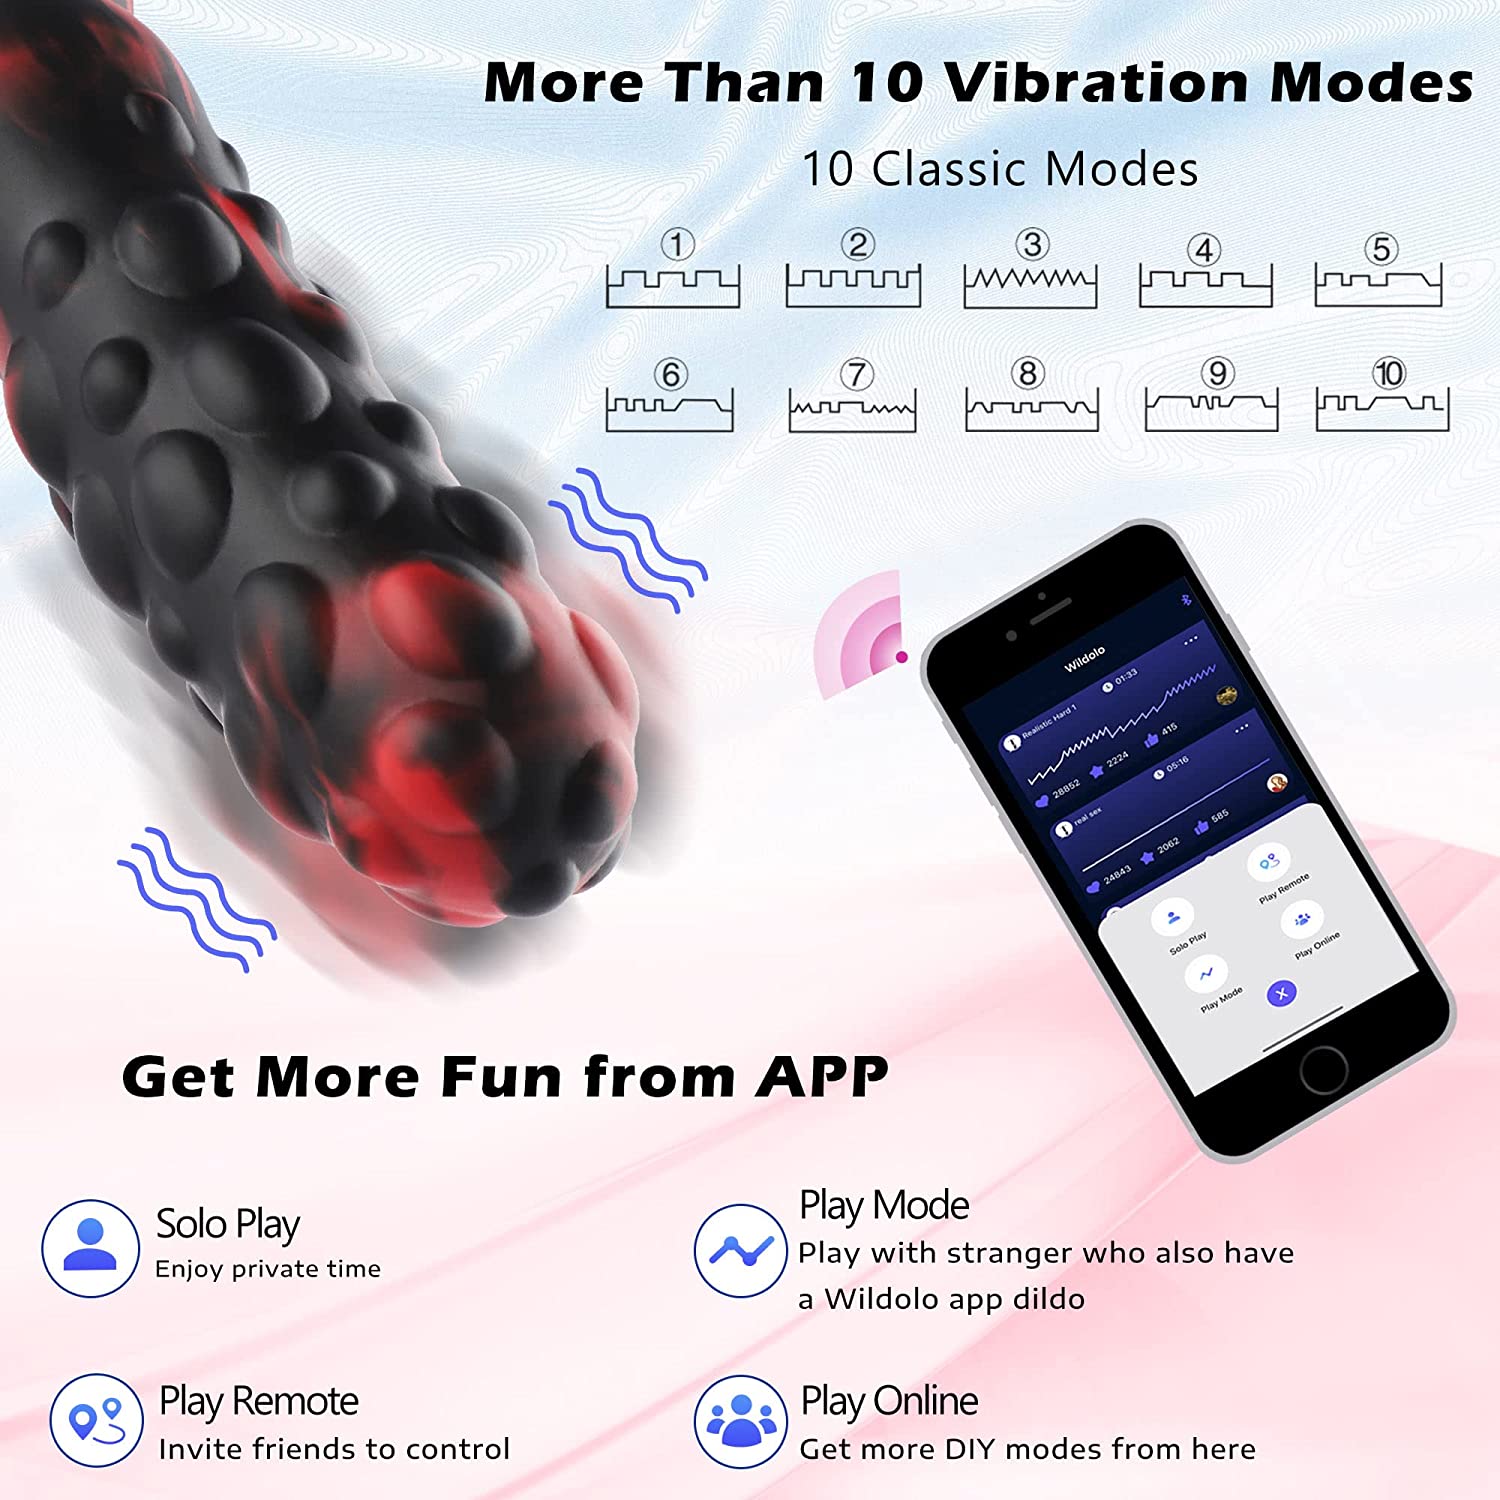 More Than 10 Vibration Modes
10 Classic Modes
① ② ③ ④ ⑤
⑥ ⑦ ⑧ ⑨ ⑩
Wildolo
Realistic Hard 1
01:33
28852 2224 415
real sex
05:16
24843 2062 585
Solo Play
Play Remote
Play Mode
Play Online
X
Get More Fun from APP
Solo Play
Enjoy private time
Play Mode
Play with stranger who also have
a Wildolo app dildo
Play Remote
Invite friends to control
Play Online
Get more DIY modes from here